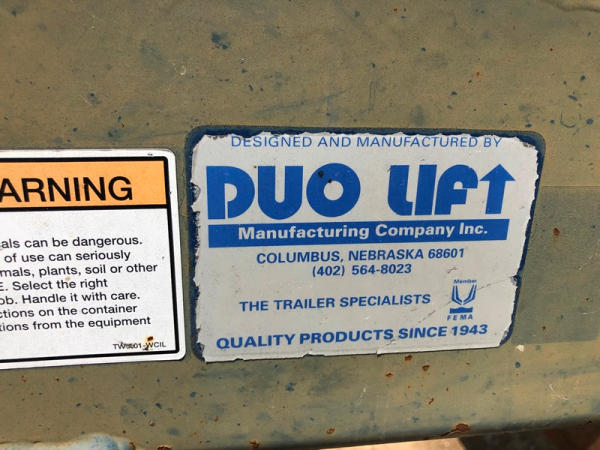 ARNING
als can be dangerous.
of use can seriously
mals, plants, soil or other
E. Select the right
ob. Handle it with care.
ctions on the container
tions from the equipment
DESIGNED AND MANUFACTURED BY
DUO LIFT
Manufacturing Company Inc.
COLUMBUS, NEBRASKA 68601
(402) 564-8023
THE TRAILER SPECIALISTS
Member
FEMA
QUALITY PRODUCTS SINCE 1943